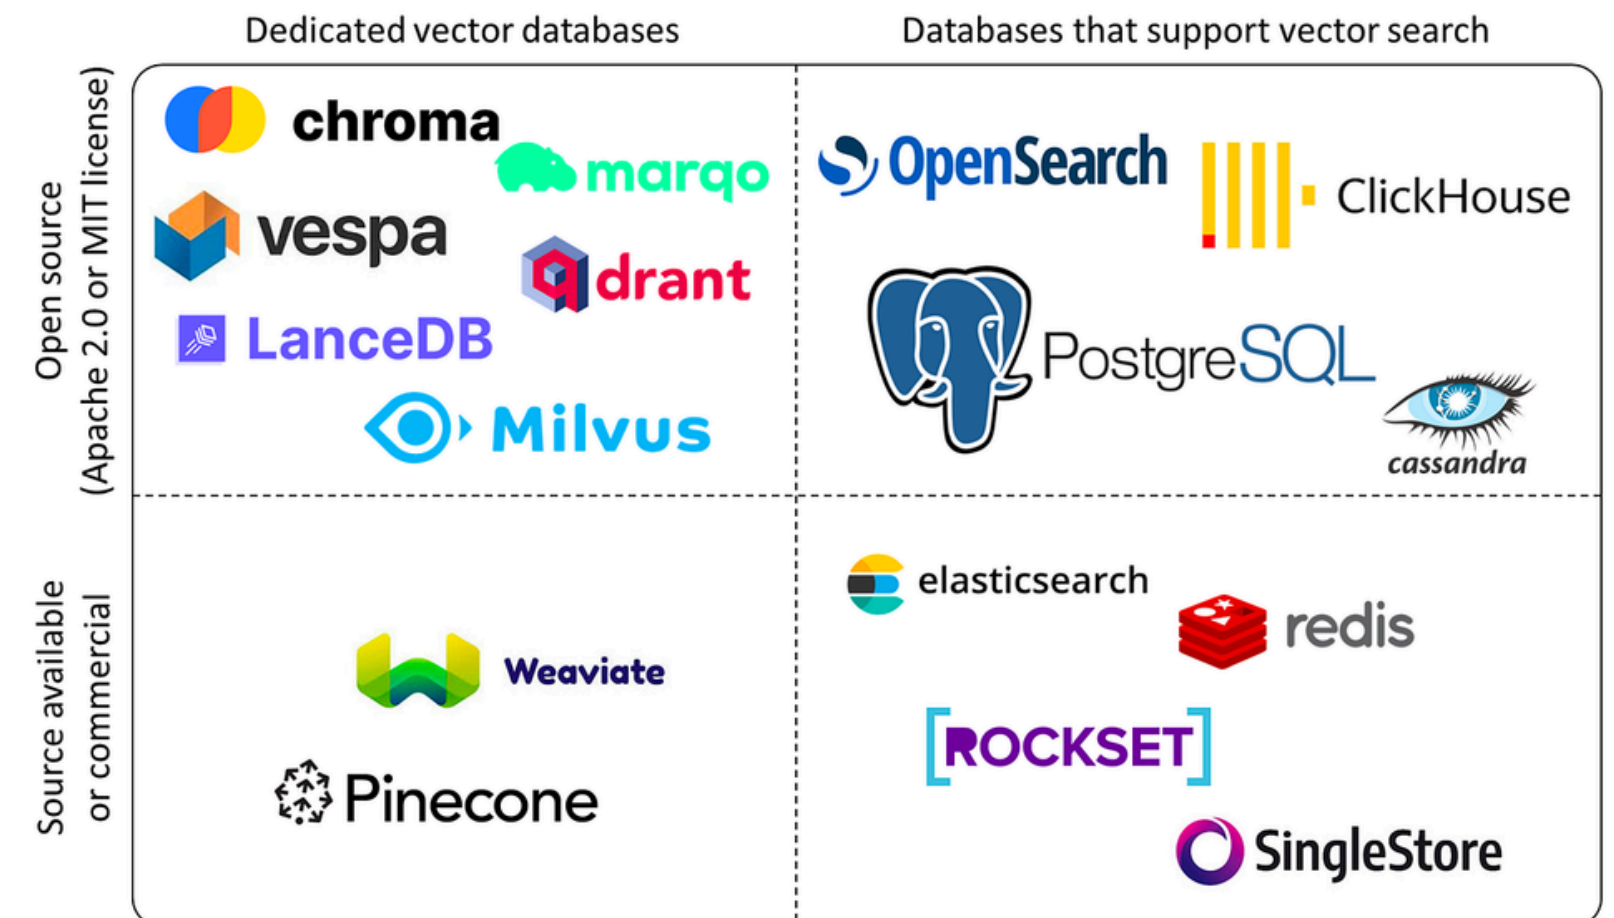 Dedicated vector databases
Databases that support vector search
Open source
(Apache 2.0 or MIT license)
chroma
marqo
vespa
qdrant
LanceDB
Milvus
OpenSearch
ClickHouse
PostgreSQL
cassandra
Source available
or commercial
Weaviate
Pinecone
elasticsearch
redis
[ROCKSET]
SingleStore